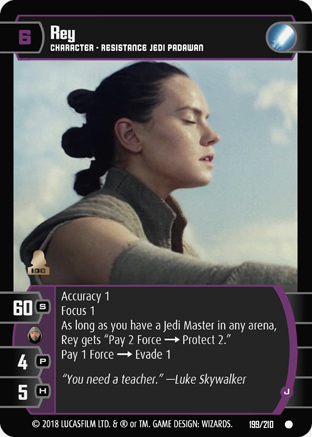 6 Rey
CHARACTER - RESISTANCE JEDI PADAWAN
60 S
4 P
5 H
Accuracy 1
Focus 1
As long as you have a Jedi Master in any arena,
Rey gets “Pay 2 Force → Protect 2.”
Pay 1 Force → Evade 1
“You need a teacher.” —Luke Skywalker
J
© 2018 LUCASFILM LTD. & ® or TM. GAME DESIGN: WIZARDS. 199/210